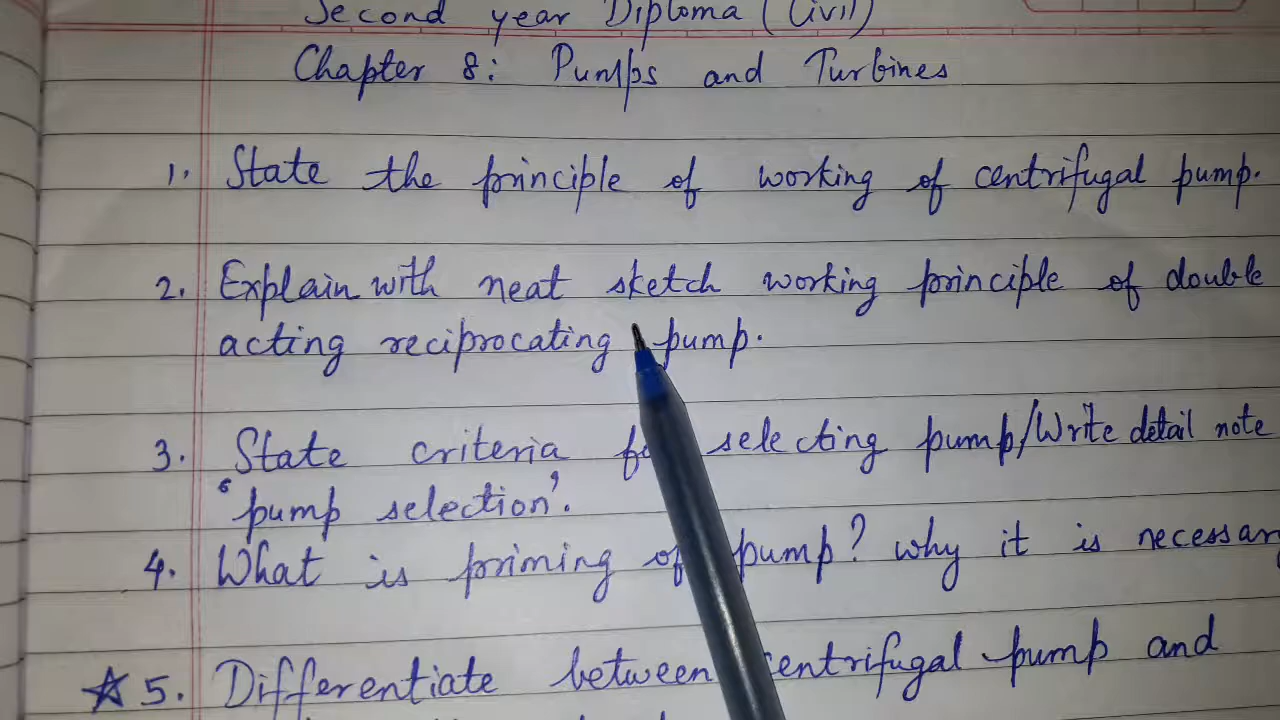 Second year Diploma (Civil)
Chapter 8: Pumps and Turbines
1. State the principle of working of centrifugal pump.
2. Explain with neat sketch working principle of double
acting reciprocating pump.
3. State criteria selecting pump/Write detail note
'pump selection'.
4. What is priming of pump? why it is necessar
☆ 5. Differentiate between centrifugal pump and